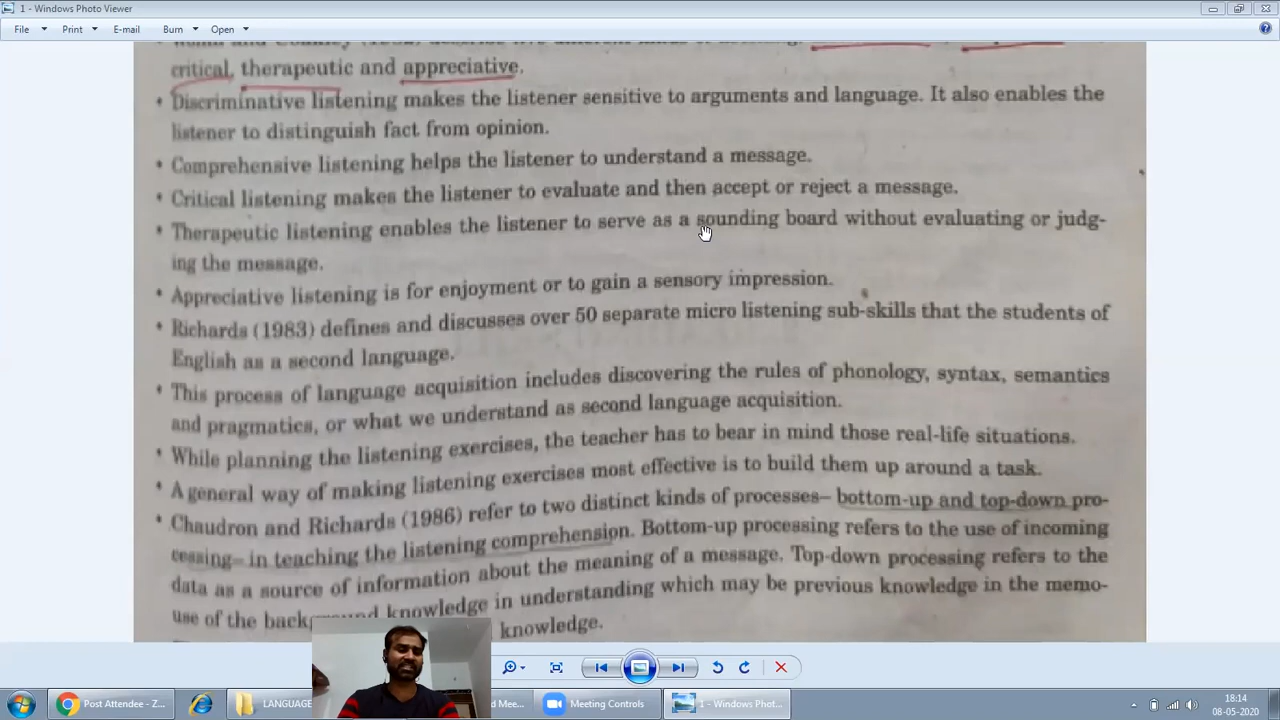 1 - Windows Photo Viewer
File Print E-mail Burn Open
critical, therapeutic and appreciative.
* Discriminative listening makes the listener sensitive to arguments and language. It also enables the
listener to distinguish fact from opinion.
* Comprehensive listening helps the listener to understand a message.
* Critical listening makes the listener to evaluate and then accept or reject a message.
* Therapeutic listening enables the listener to serve as a sounding board without evaluating or judg-
ing the message.
* Appreciative listening is for enjoyment or to gain a sensory impression.
* Richards (1983) defines and discusses over 50 separate micro listening sub-skills that the students of
English as a second language.
* This process of language acquisition includes discovering the rules of phonology, syntax, semantics
and pragmatics, or what we understand as second language acquisition.
* While planning the listening exercises, the teacher has to bear in mind those real-life situations.
* A general way of making listening exercises most effective is to build them up around a task.
* Chaudron and Richards (1986) refer to two distinct kinds of processes– bottom-up and top-down pro-
cessing– in teaching the listening comprehension. Bottom-up processing refers to the use of incoming
data as a source of information about the meaning of a message. Top-down processing refers to the
use of the knowledge in understanding which may be previous knowledge in the memo-
knowledge.
Post Attendee - Z... LANGUAGE d Mee... Meeting Controls 1 - Windows Phot...
18:14
08-05-2020